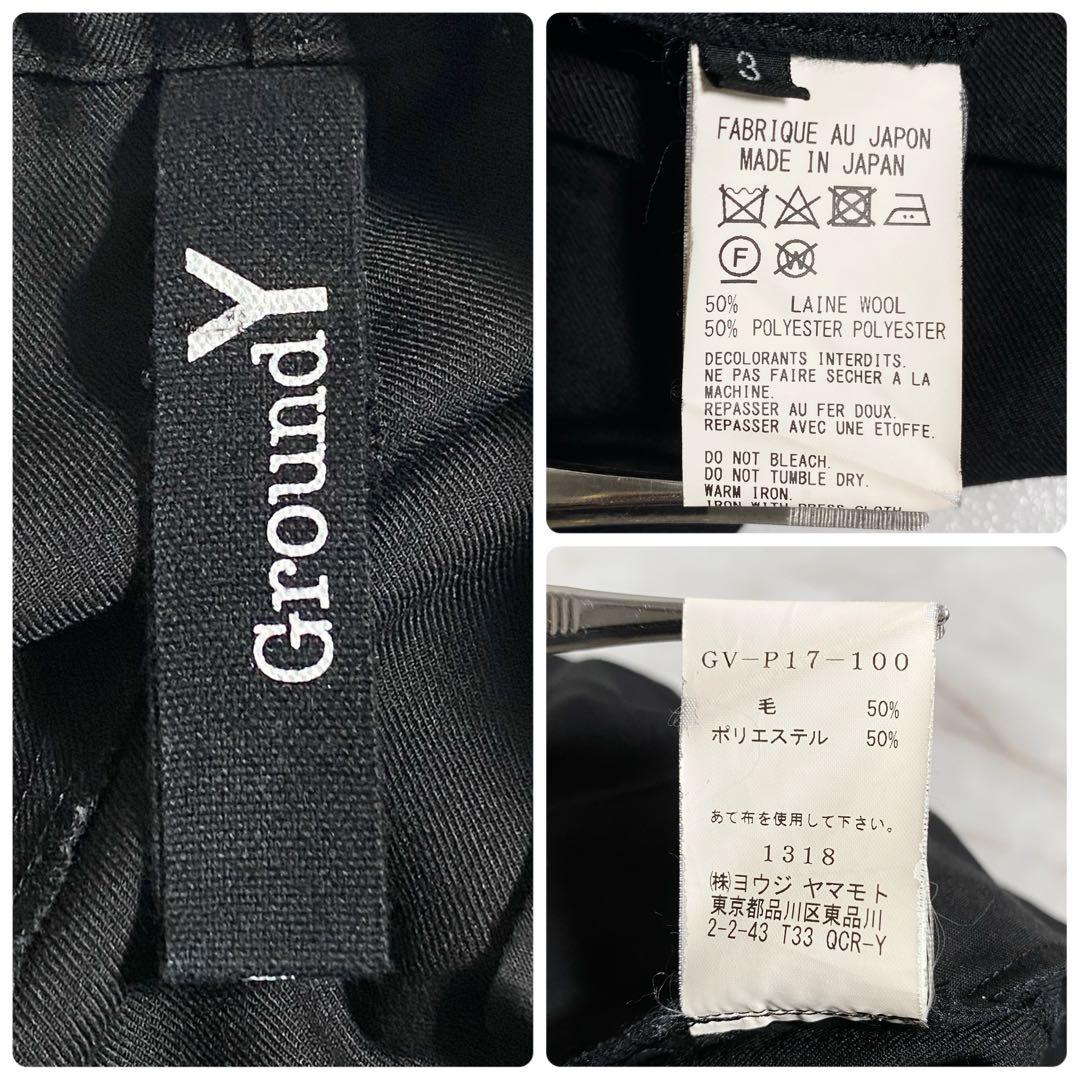 Ground Y
3
FABRIQUE AU JAPON
MADE IN JAPAN
F W
50% LAINE WOOL
50% POLYESTER POLYESTER
DECOLORANTS INTERDITS.
NE PAS FAIRE SECHER A LA
MACHINE.
REPASSER AU FER DOUX.
REPASSER AVEC UNE ETOFFE.
DO NOT BLEACH.
DO NOT TUMBLE DRY.
WARM IRON.
IRON WITH PRESS CLOTH
GV-P17-100
毛 50%
ポリエステル 50%
あて布を使用して下さい。
1318
㈱ヨウジ ヤマモト
東京都品川区東品川
2-2-43 T33 QCR-Y